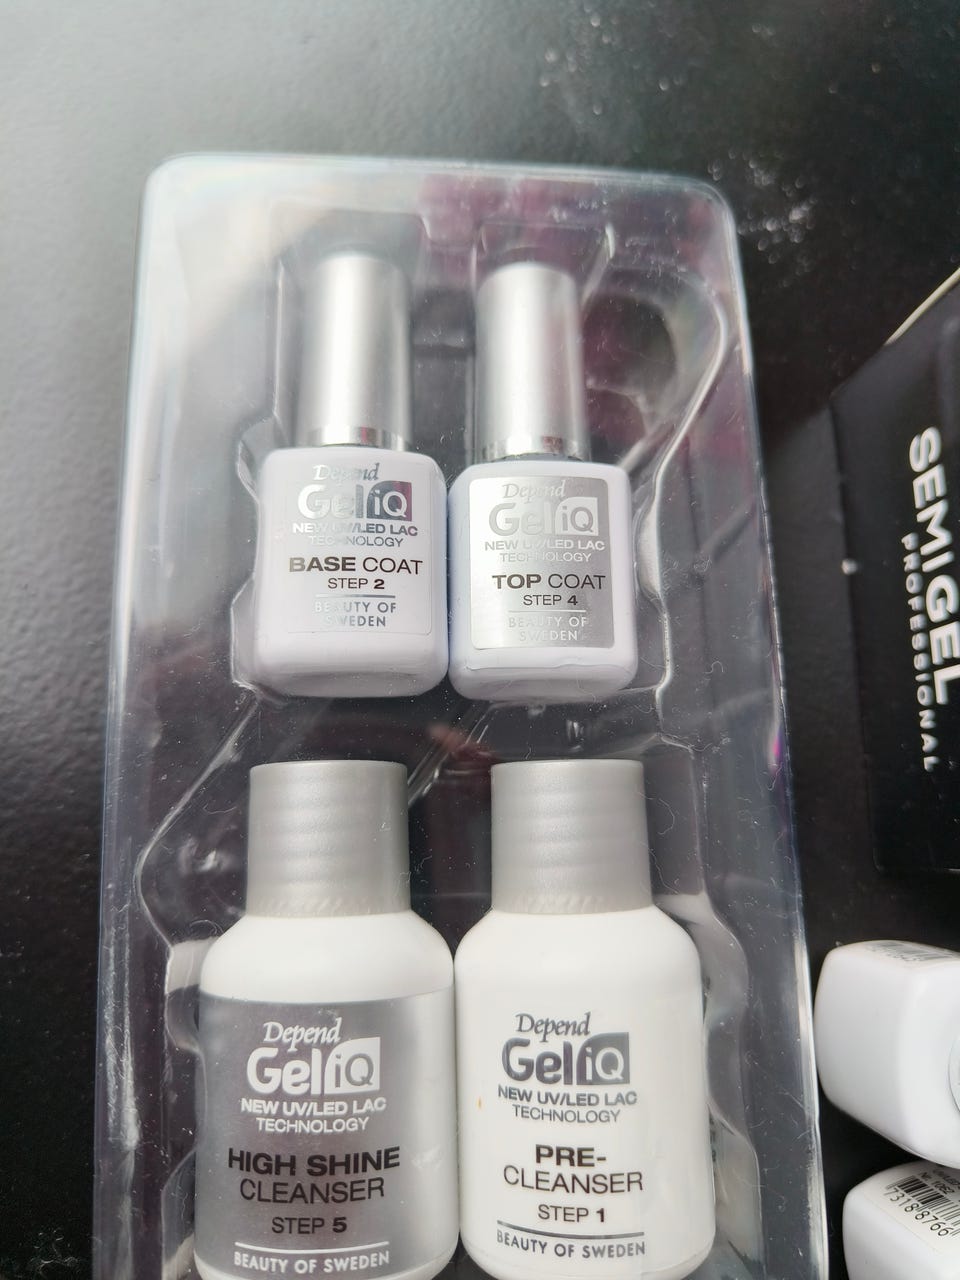 Depend
Gel iQ
NEW UV/LED LAC
TECHNOLOGY
BASE COAT
STEP 2
BEAUTY OF
SWEDEN
Depend
Gel iQ
NEW UV/LED LAC
TECHNOLOGY
TOP COAT
STEP 4
BEAUTY OF
SWEDEN
Depend
Gel iQ
NEW UV/LED LAC
TECHNOLOGY
HIGH SHINE
CLEANSER
STEP 5
BEAUTY OF SWEDEN
Depend
Gel iQ
NEW UV/LED LAC
TECHNOLOGY
PRE-
CLEANSER
STEP 1
BEAUTY OF SWEDEN
SEMIGEL
PROFESSIONAL
7318 8766